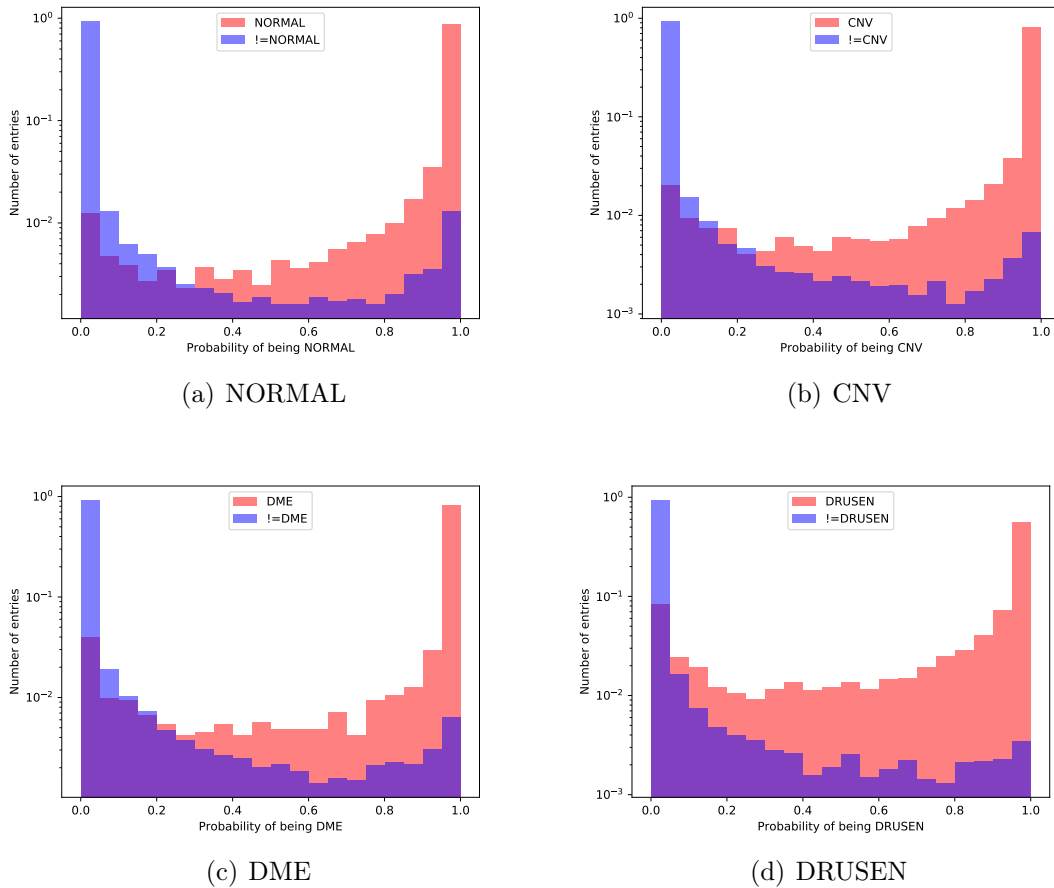 NORMAL
!=NORMAL
10⁰
10⁻¹
10⁻²
Number of entries
0.0 0.2 0.4 0.6 0.8 1.0
Probability of being NORMAL
(a) NORMAL
CNV
!=CNV
10⁰
10⁻¹
10⁻²
10⁻³
Number of entries
0.0 0.2 0.4 0.6 0.8 1.0
Probability of being CNV
(b) CNV
DME
!=DME
10⁰
10⁻¹
10⁻²
Number of entries
0.0 0.2 0.4 0.6 0.8 1.0
Probability of being DME
(c) DME
DRUSEN
!=DRUSEN
10⁰
10⁻¹
10⁻²
10⁻³
Number of entries
0.0 0.2 0.4 0.6 0.8 1.0
Probability of being DRUSEN
(d) DRUSEN